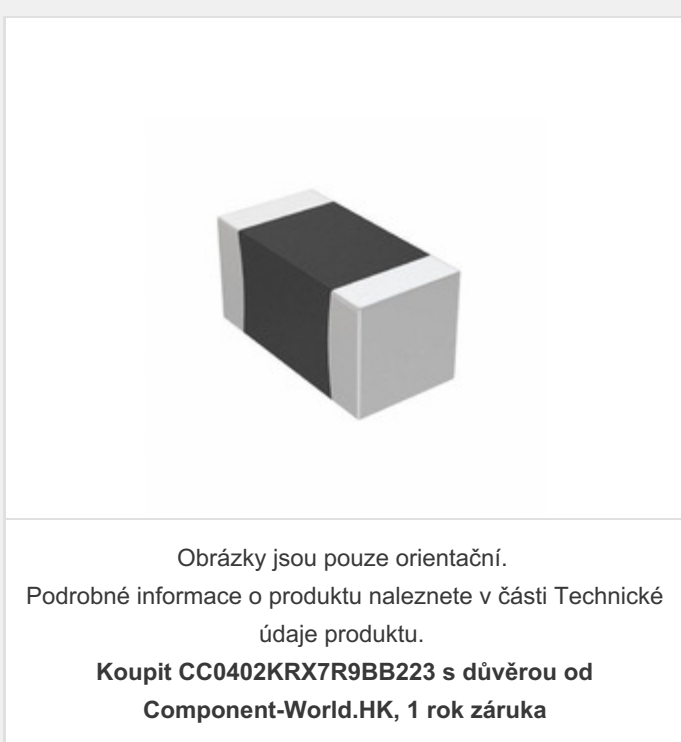 Obrázky jsou pouze orientační.
Podrobné informace o produktu naleznete v části Technické
údaje produktu.
Koupit CC0402KRX7R9BB223 s důvěrou od
Component-World.HK, 1 rok záruka